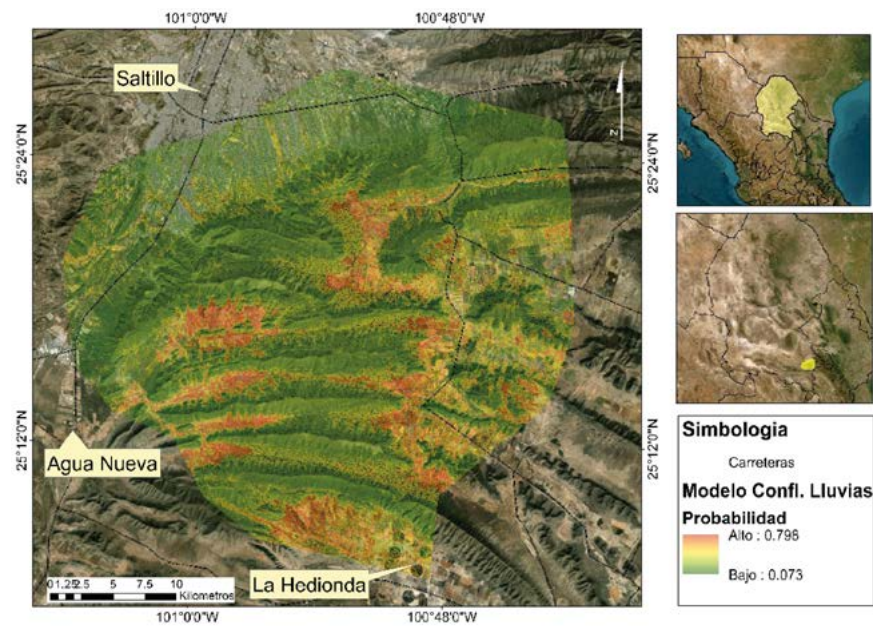 101°0'0"W 100°48'0"W
Saltillo
N
25°24'0"N 25°24'0"N
25°12'0"N 25°12'0"N
Agua Nueva
La Hedionda
0 1.25 2.5 5 7.5 10
Kilometros
101°0'0"W 100°48'0"W
Simbologia
Carreteras
Modelo Confl. Lluvias
Probabilidad
Alto : 0.798
Bajo : 0.073